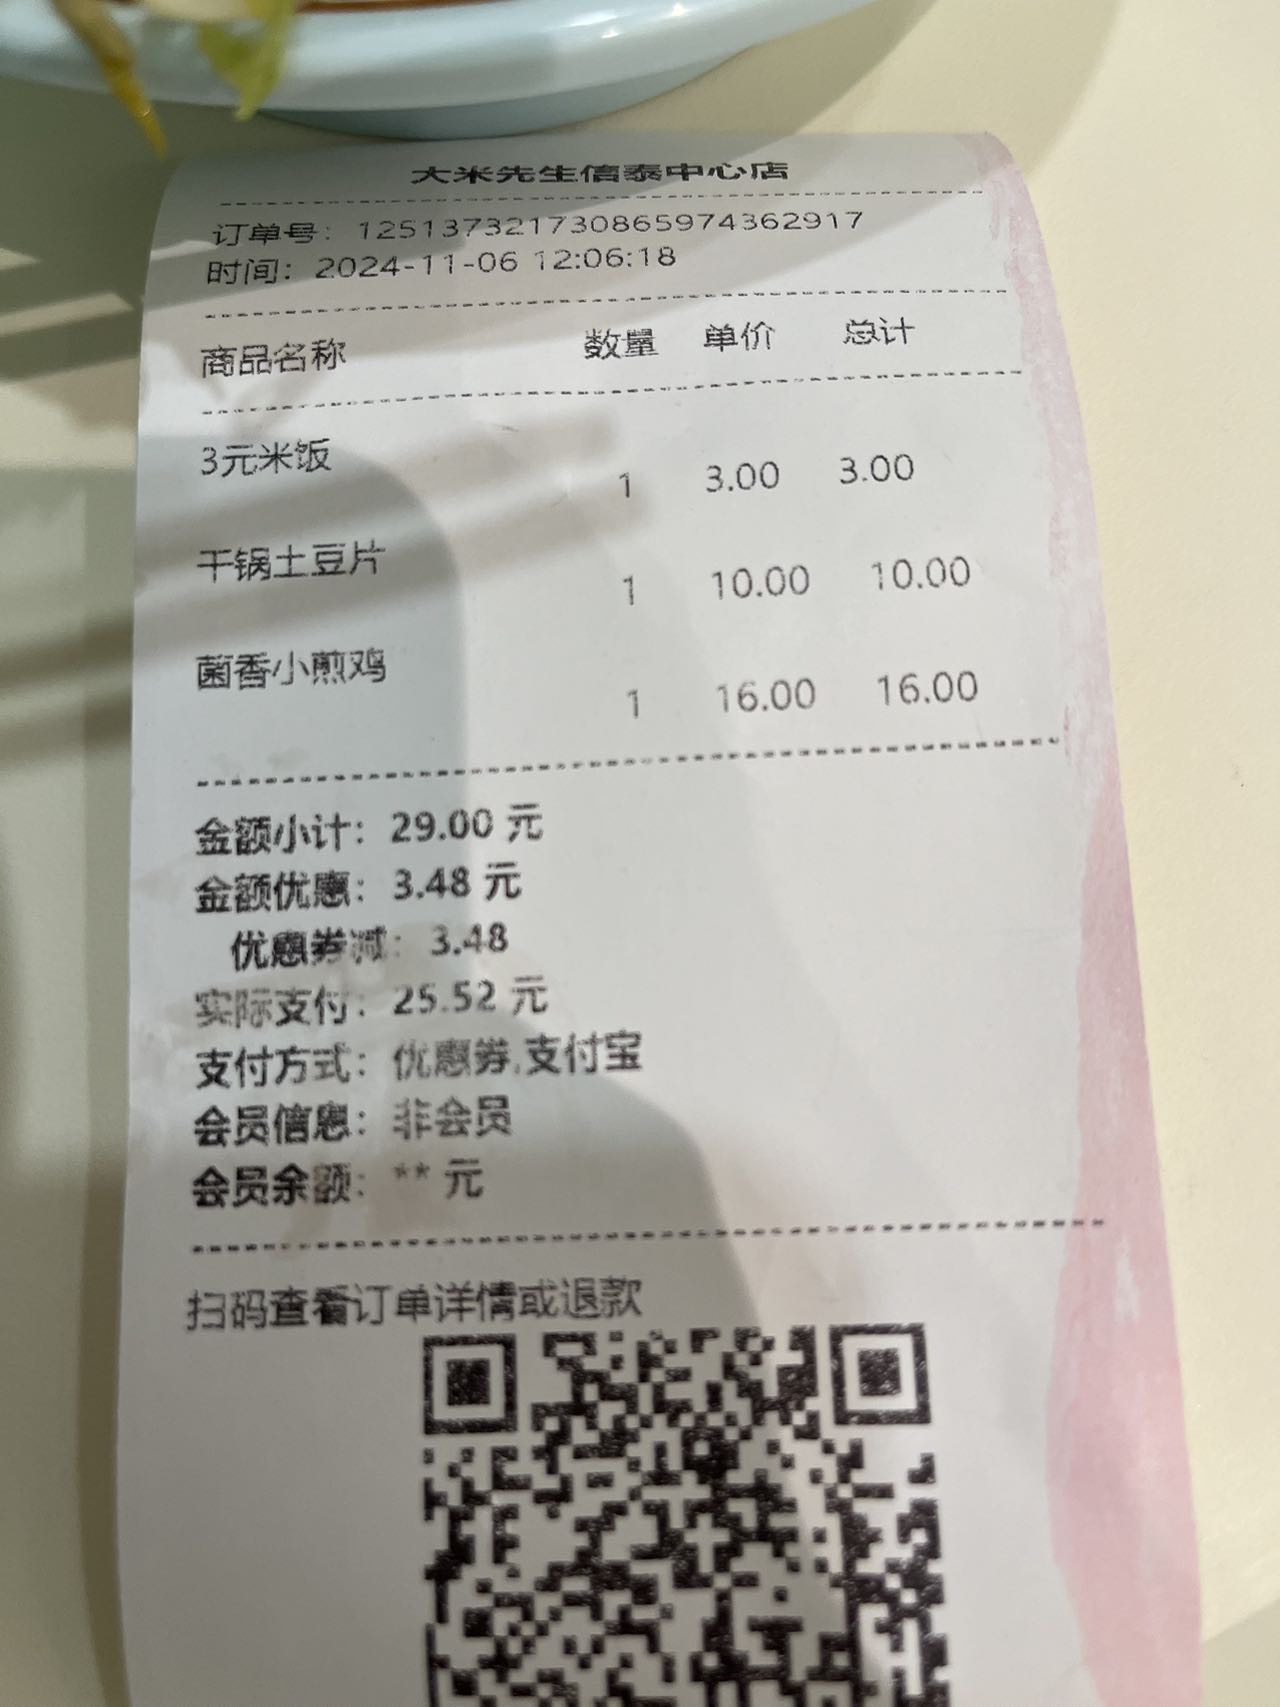 大米先生信泰中心店
订单号：1251373217308659743​62917
时间：2024-11-06 12:06:18
商品名称 数量 单价 总计
3元米饭
1 3.00 3.00
干锅土豆片
1 10.00 10.00
菌香小煎鸡
1 16.00 16.00
金额小计：29.00 元
金额优惠：3.48 元
优惠券减：3.48
实际支付：25.52 元
支付方式：优惠券,支付宝
会员信息：非会员
会员余额：** 元
扫码查看订单详情或退款